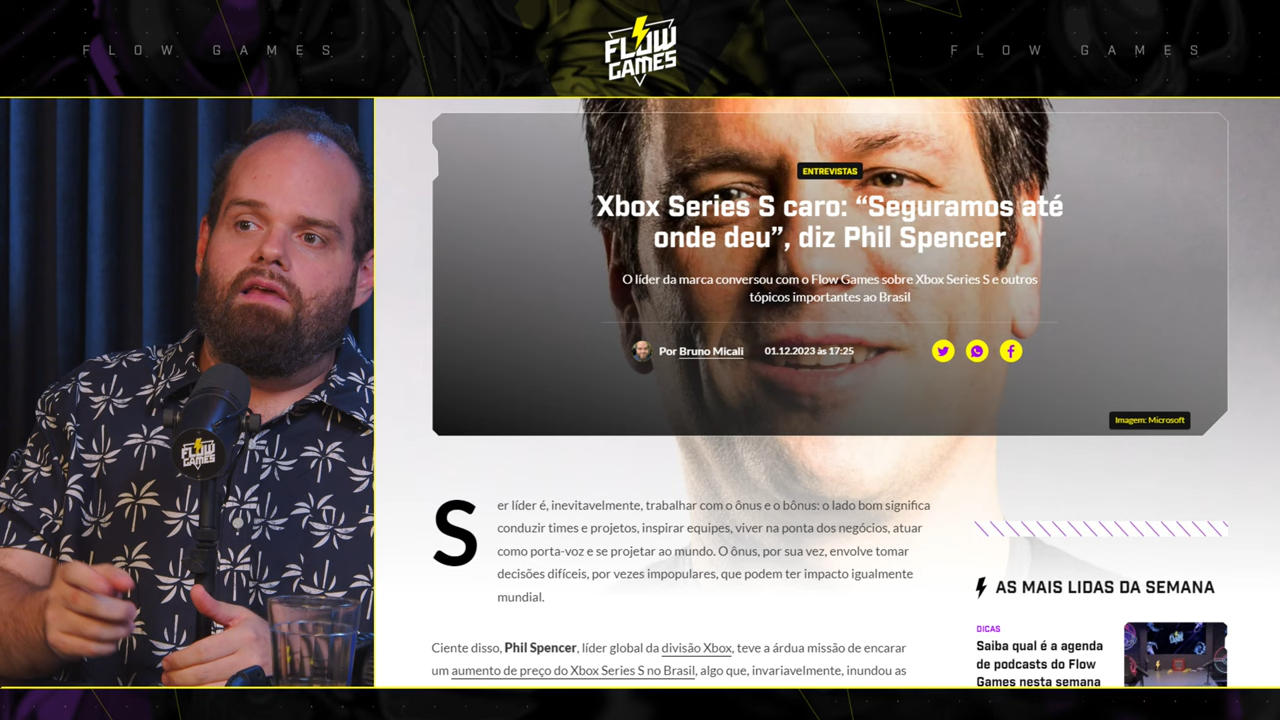 FLOW GAMES
FLOW
GAMES
FLOW GAMES
FLOW
GAMES
ENTREVISTAS
Xbox Series S caro: “Seguramos até
onde deu”, diz Phil Spencer
O líder da marca conversou com o Flow Games sobre Xbox Series S e outros
tópicos importantes ao Brasil
Por Bruno Micali 01.12.2023 às 17:25
Imagem: Microsoft
Ser líder é, inevitavelmente, trabalhar com o ônus e o bônus: o lado bom significa
conduzir times e projetos, inspirar equipes, viver na ponta dos negócios, atuar
como porta-voz e se projetar ao mundo. O ônus, por sua vez, envolve tomar
decisões difíceis, por vezes impopulares, que podem ter impacto igualmente
mundial.
Ciente disso, Phil Spencer, líder global da divisão Xbox, teve a árdua missão de encarar
um aumento de preço do Xbox Series S no Brasil, algo que, invariavelmente, inundou as
AS MAIS LIDAS DA SEMANA
DICAS
Saiba qual é a agenda
de podcasts do Flow
Games nesta semana